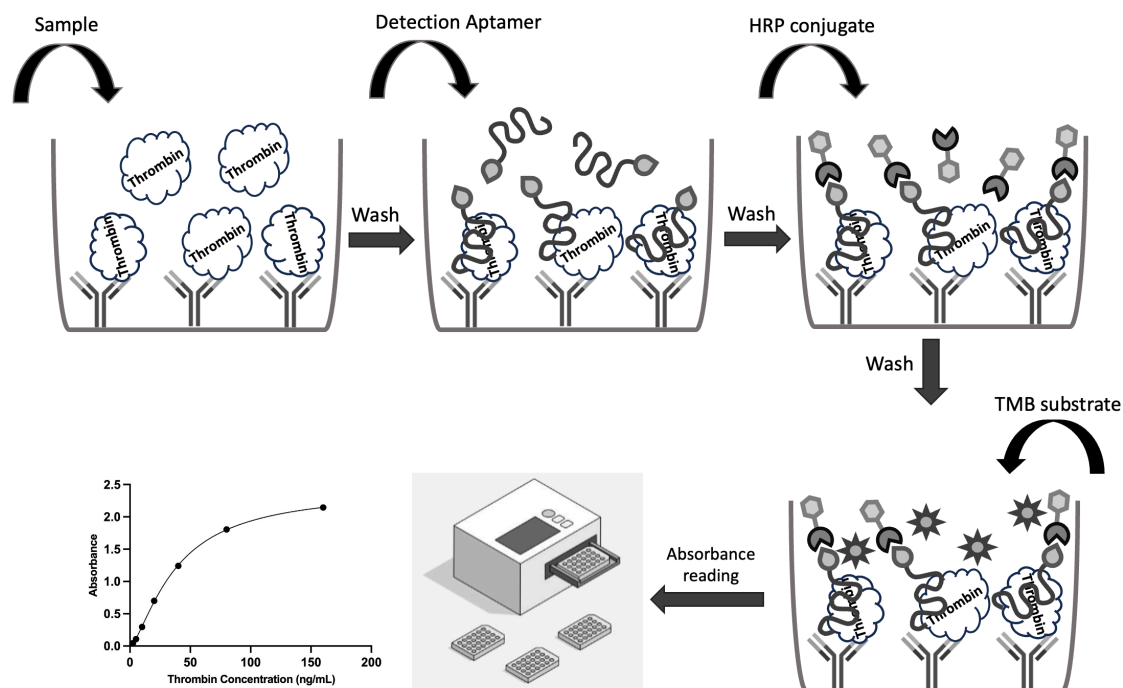 Sample
Detection Aptamer
HRP conjugate
Thrombin
Thrombin
Thrombin
Thrombin
Thrombin
Wash
Thrombin
Thrombin
Thrombin
Wash
Thrombin
Thrombin
Thrombin
Wash
TMB substrate
Thrombin
Thrombin
Thrombin
Absorbance
reading
2.5
2.0
1.5
1.0
0.5
0.0
Absorbance
0
50
100
150
200
Thrombin Concentration (ng/mL)